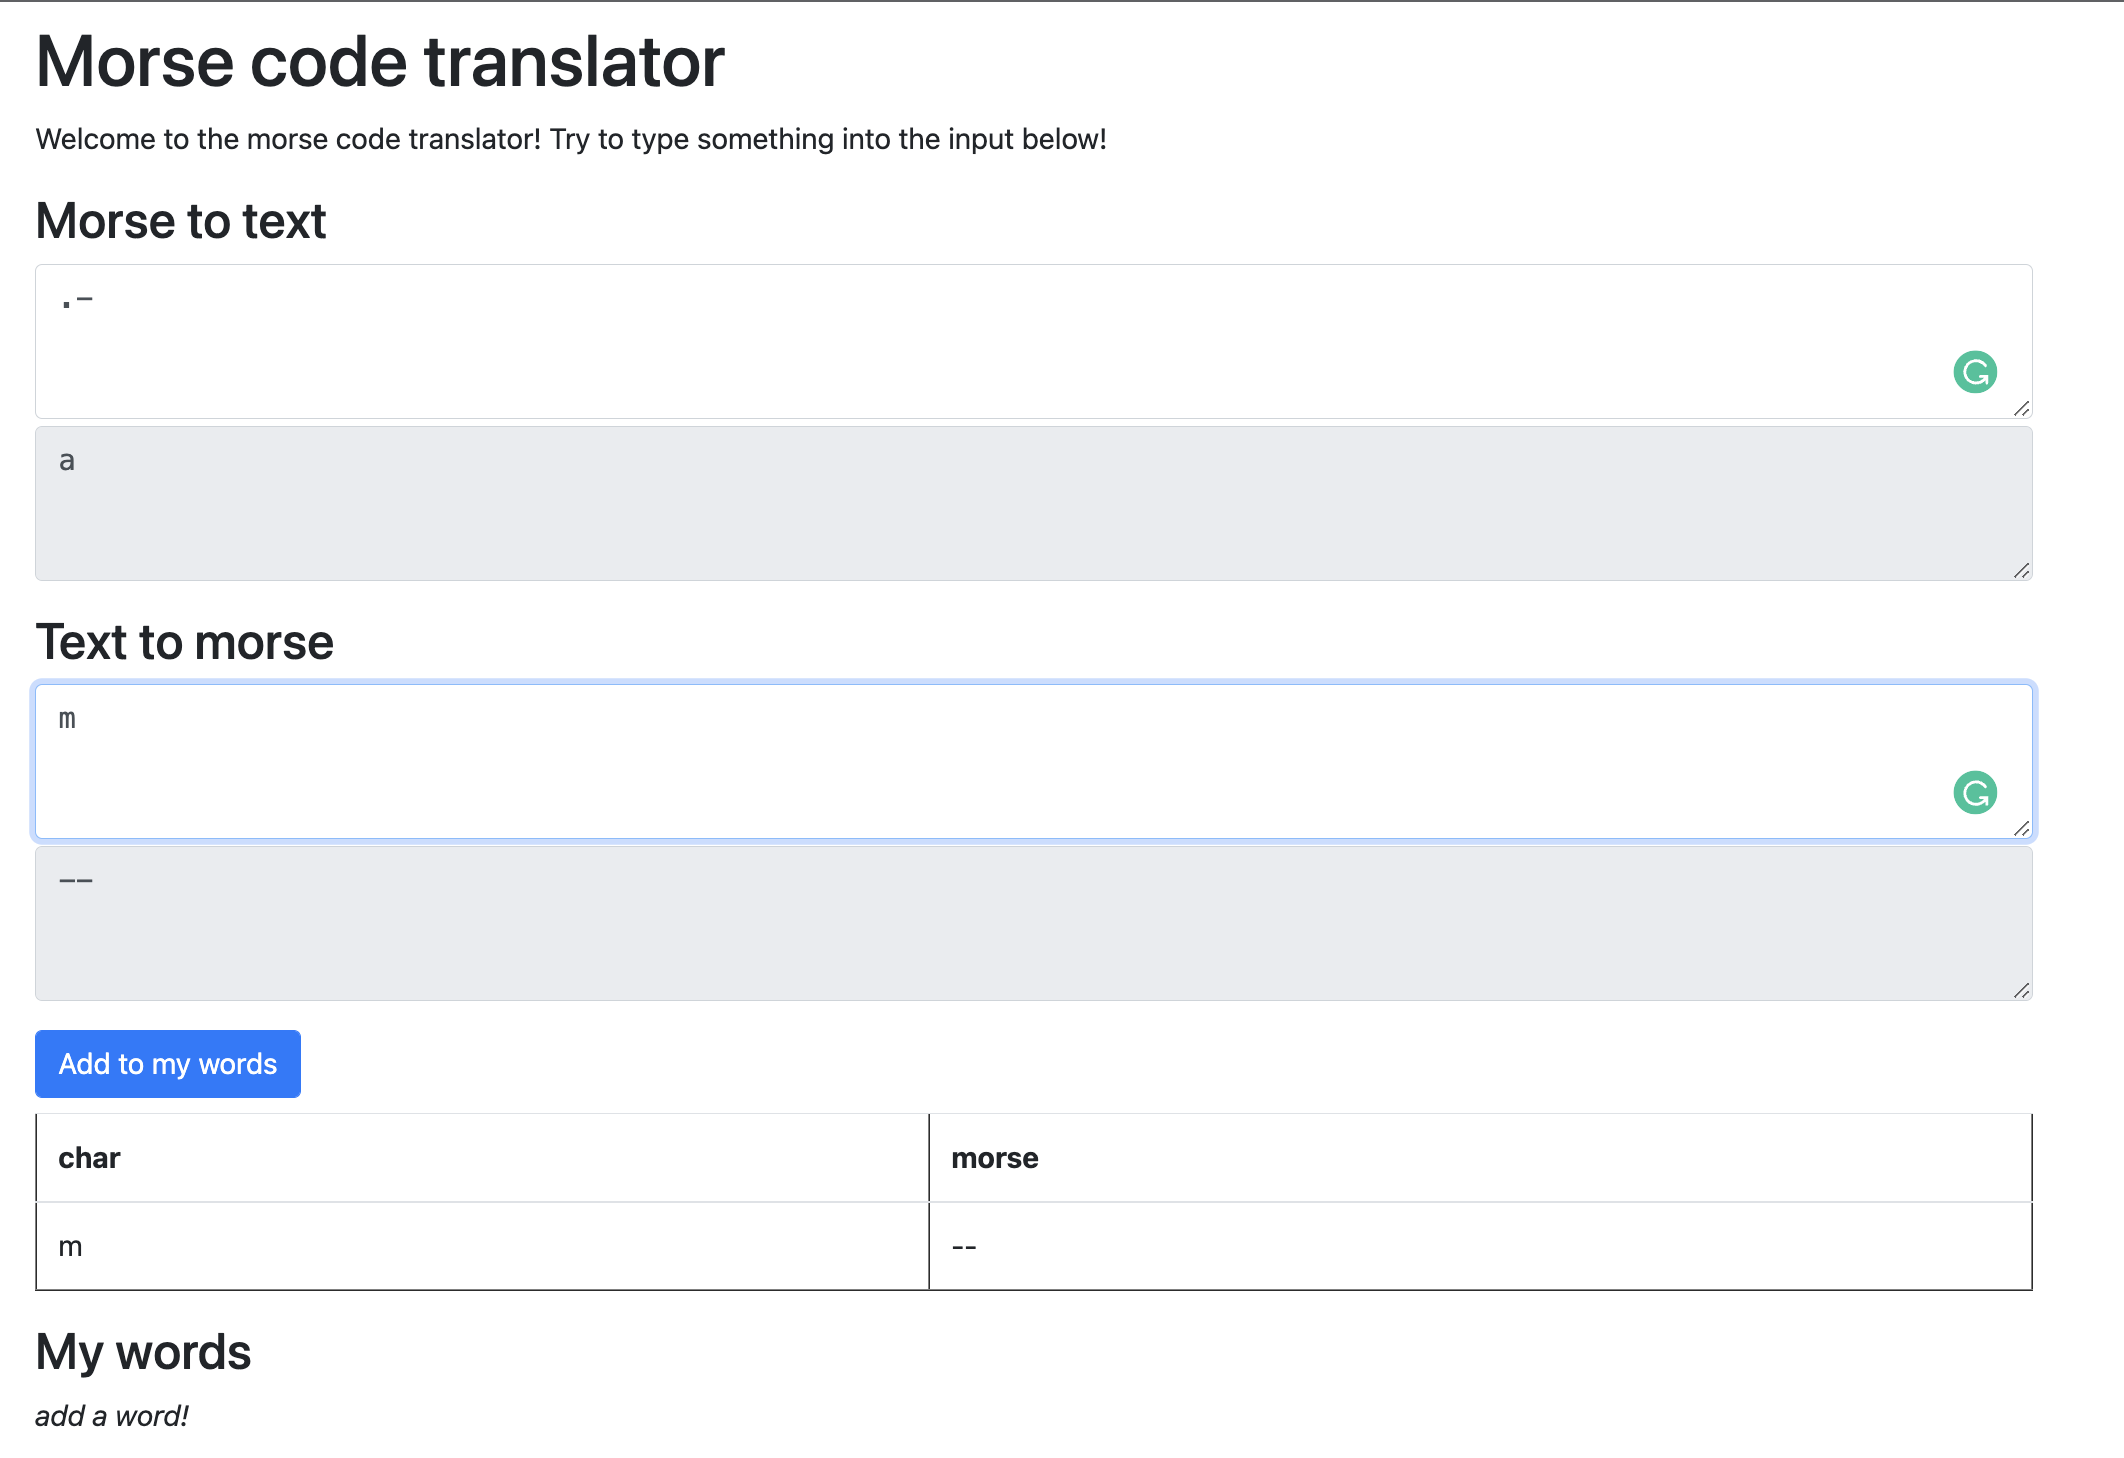 Morse code translator
Welcome to the morse code translator! Try to type something into the input below!
Morse to text
.-
a
Text to morse
m
--
Add to my words
char morse
m --
My words
add a word!